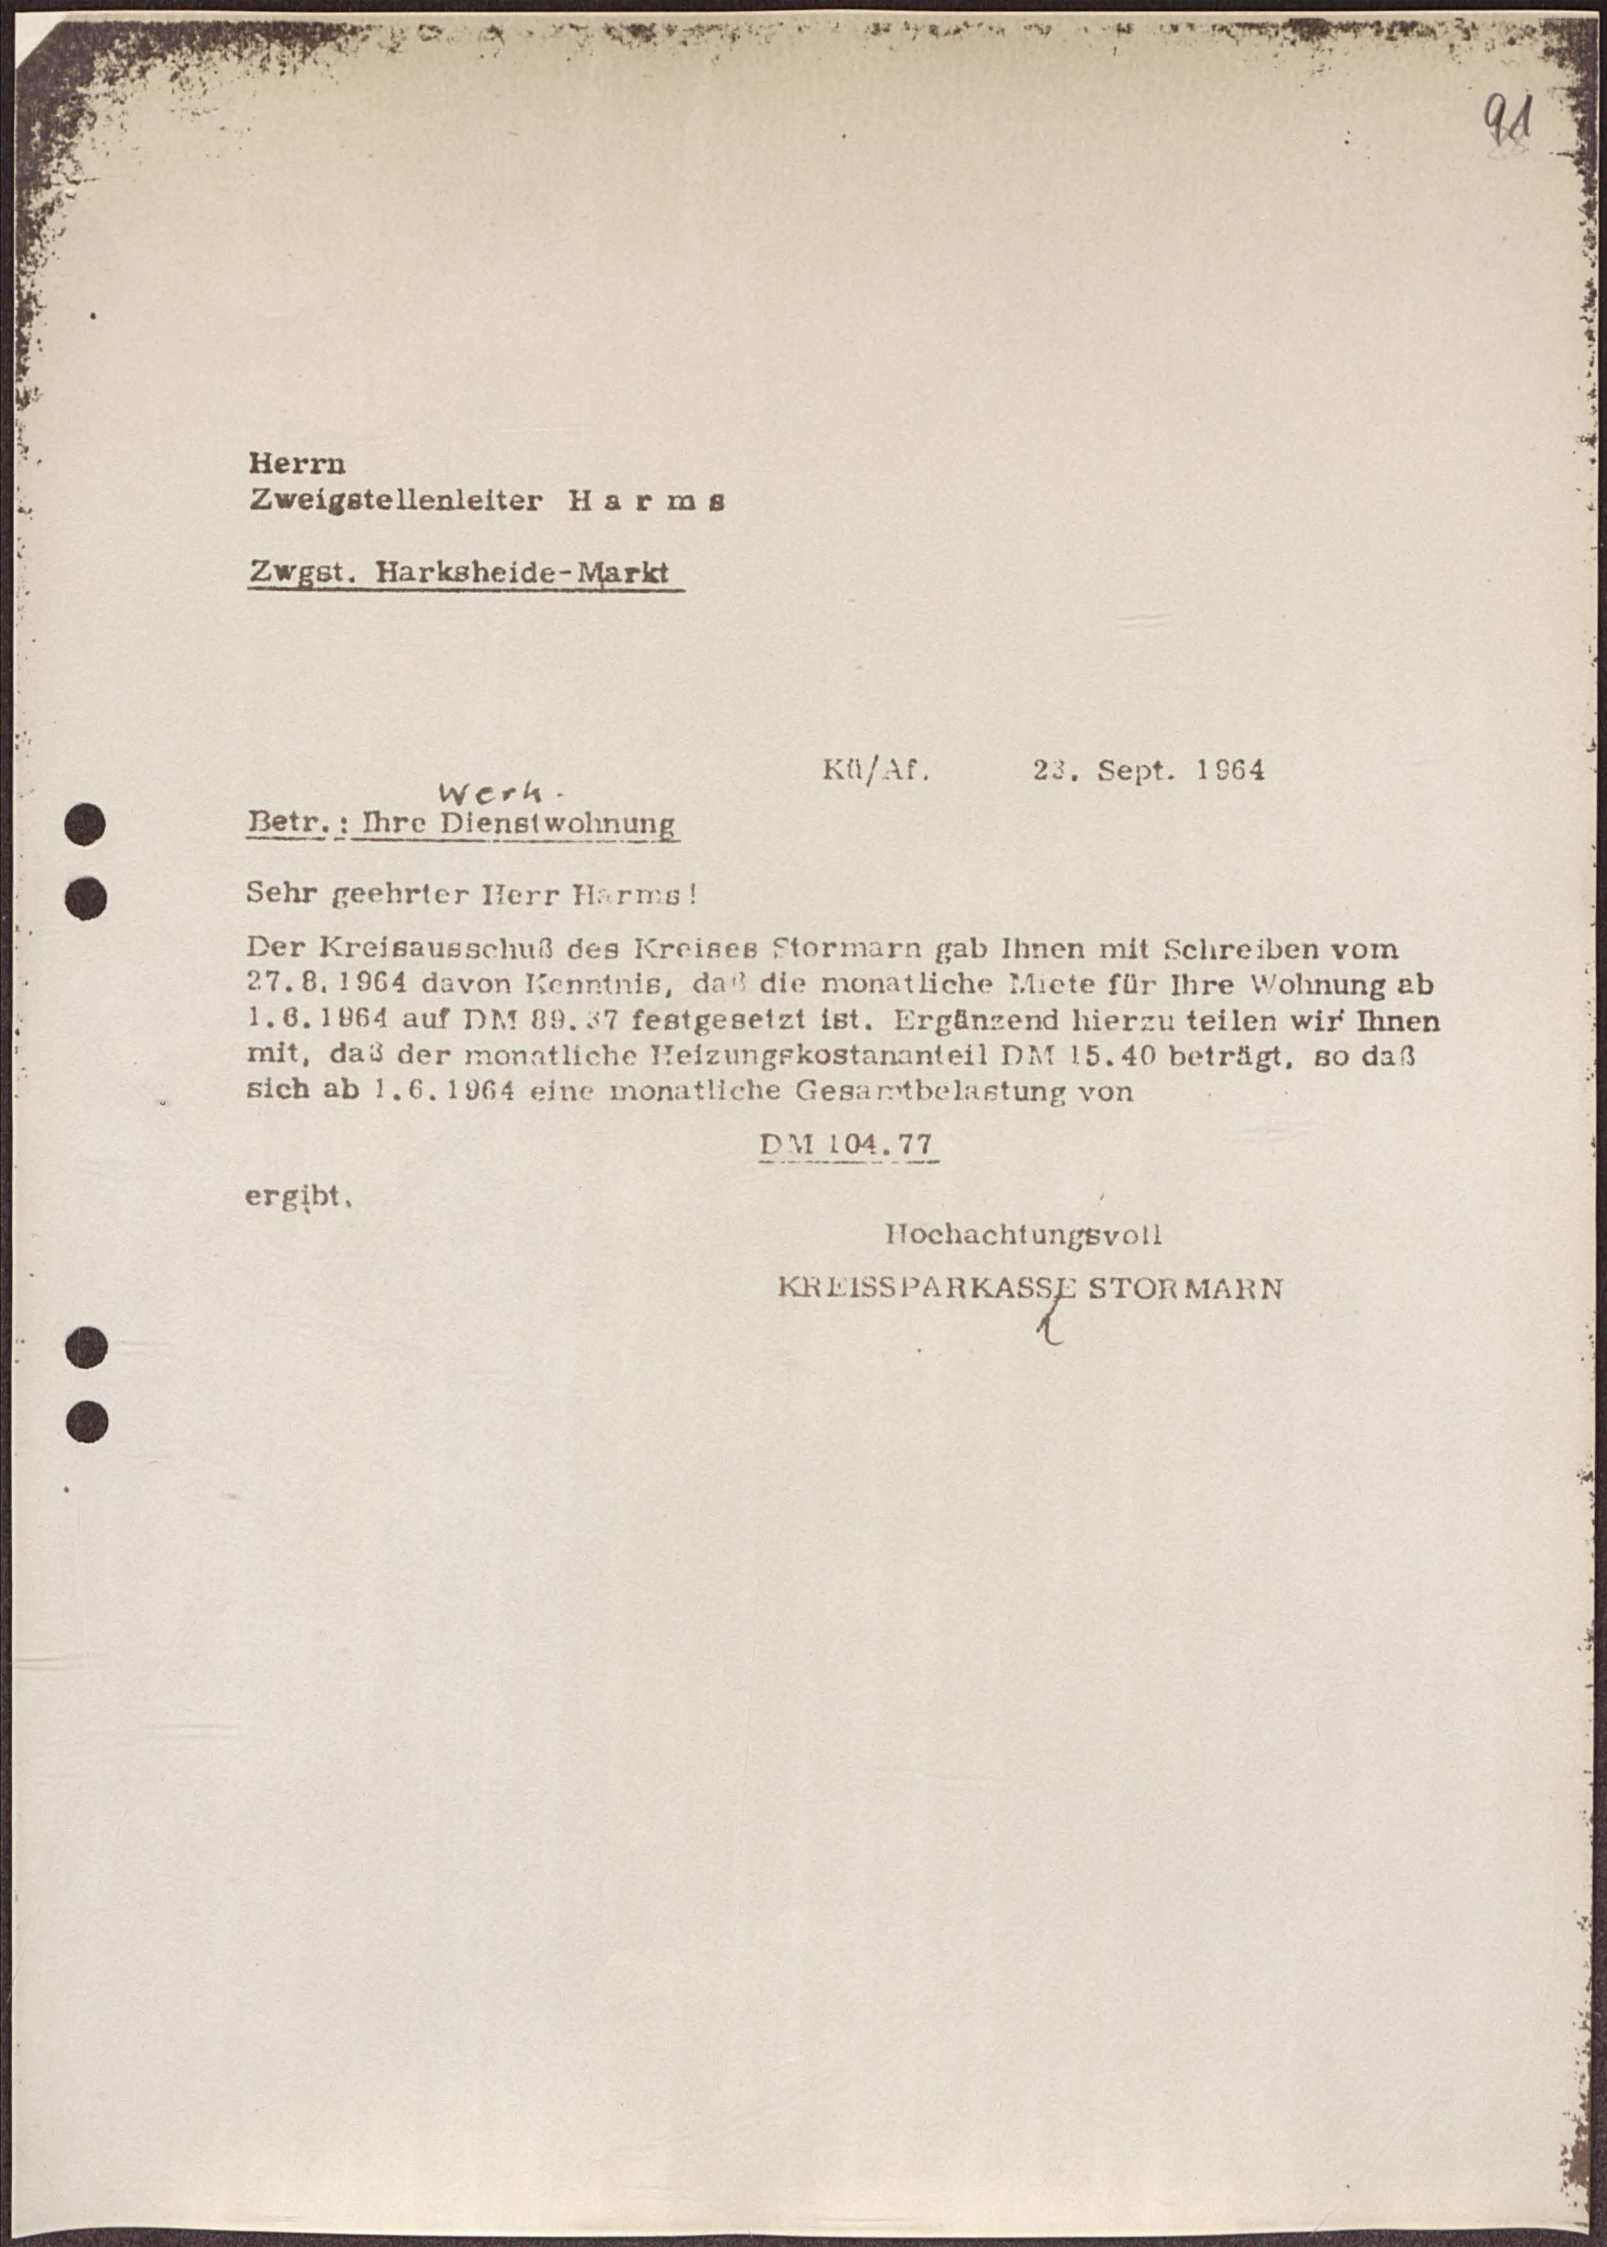 91
Herrn
Zweigstellenleiter H a r m s
Zwgst. Harksheide-Markt
Kü/Af. 23. Sept. 1964
Werk-
Betr.: Ihre Dienstwohnung
Sehr geehrter Herr Harms!
Der Kreisausschuß des Kreises Stormarn gab Ihnen mit Schreiben vom
27.8.1964 davon Kenntnis, daß die monatliche Miete für Ihre Wohnung ab
1.6.1964 auf DM 89.37 festgesetzt ist. Ergänzend hierzu teilen wir Ihnen
mit, daß der monatliche Heizungskostananteil DM 15.40 beträgt, so daß
sich ab 1.6.1964 eine monatliche Gesamtbelastung von
DM 104.77
ergibt.
Hochachtungsvoll
KREISSPARKASSE STORMARN